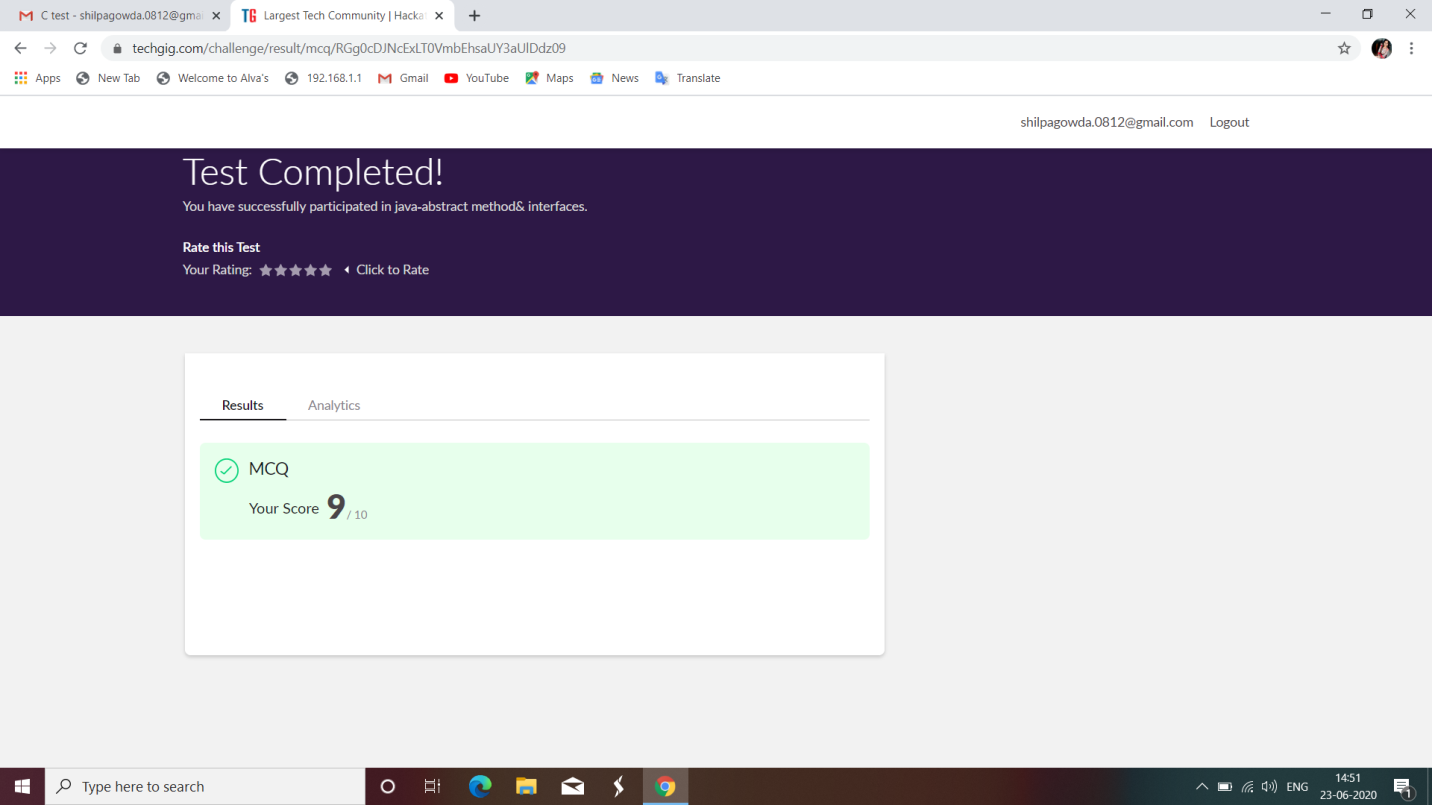 C test - shilpagowda.0812@gmai
TG Largest Tech Community | Hacka
techgig.com/challenge/result/mcq/RGg0cDJNcExLT0VmbEhsaUY3aUlDdz09
Apps New Tab Welcome to Alva's 192.168.1.1 Gmail YouTube Maps News Translate
shilpagowda.0812@gmail.com Logout
Test Completed!
You have successfully participated in java-abstract method& interfaces.
Rate this Test
Your Rating: Click to Rate
Results Analytics
MCQ
Your Score 9 / 10
Type here to search
ENG
14:51
23-06-2020
1